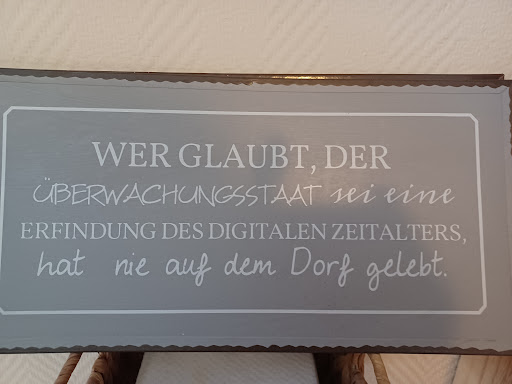 WER GLAUBT, DER
ÜBERWACHUNGSSTAAT sei eine
ERFINDUNG DES DIGITALEN ZEITALTERS,
hat nie auf dem Dorf gelebt.